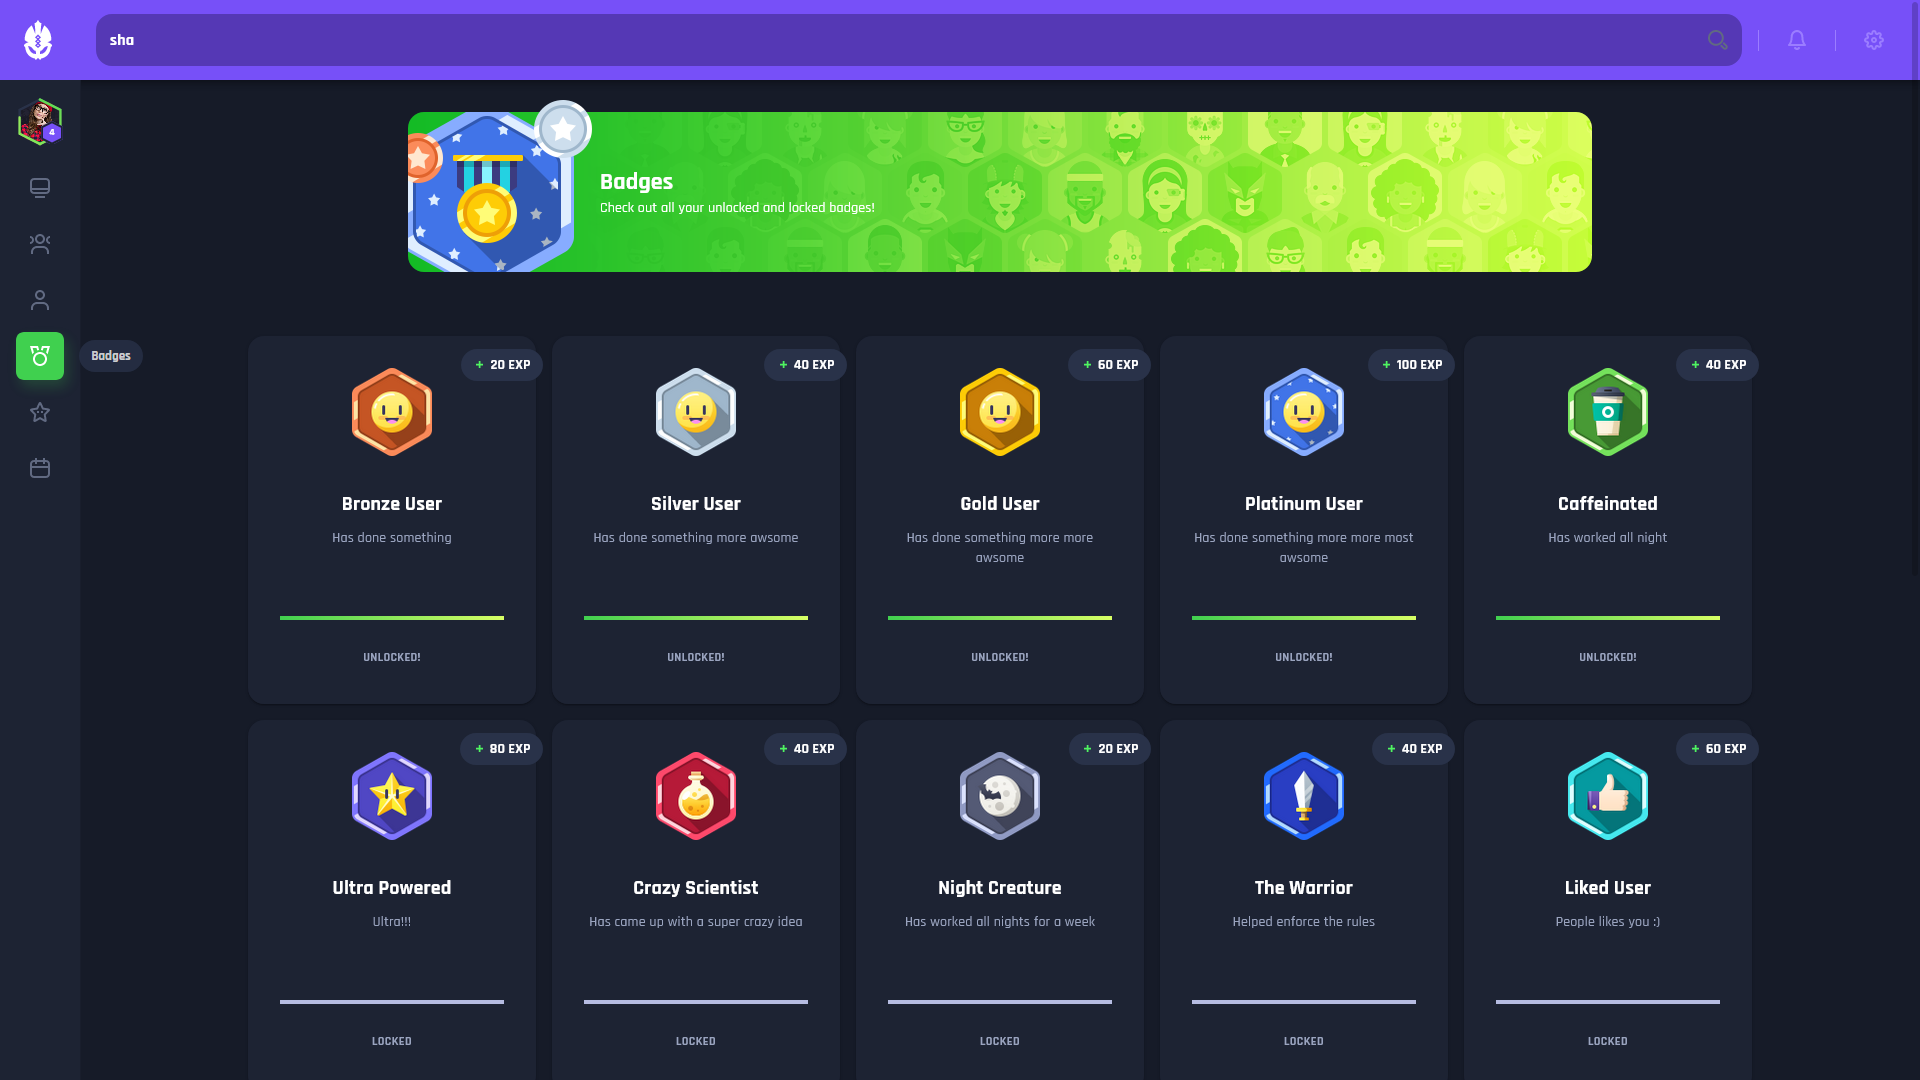 sha
4
Badges
Check out all your unlocked and locked badges!
Badges
+ 20 EXP
+ 40 EXP
+ 60 EXP
+ 100 EXP
+ 40 EXP
Bronze User
Silver User
Gold User
Platinum User
Caffeinated
Has done something
Has done something more awsome
Has done something more more
awsome
Has done something more more most
awsome
Has worked all night
UNLOCKED!
UNLOCKED!
UNLOCKED!
UNLOCKED!
UNLOCKED!
+ 80 EXP
+ 40 EXP
+ 20 EXP
+ 40 EXP
+ 60 EXP
Ultra Powered
Crazy Scientist
Night Creature
The Warrior
Liked User
Ultra!!!
Has came up with a super crazy idea
Has worked all nights for a week
Helped enforce the rules
People likes you :)
LOCKED
LOCKED
LOCKED
LOCKED
LOCKED